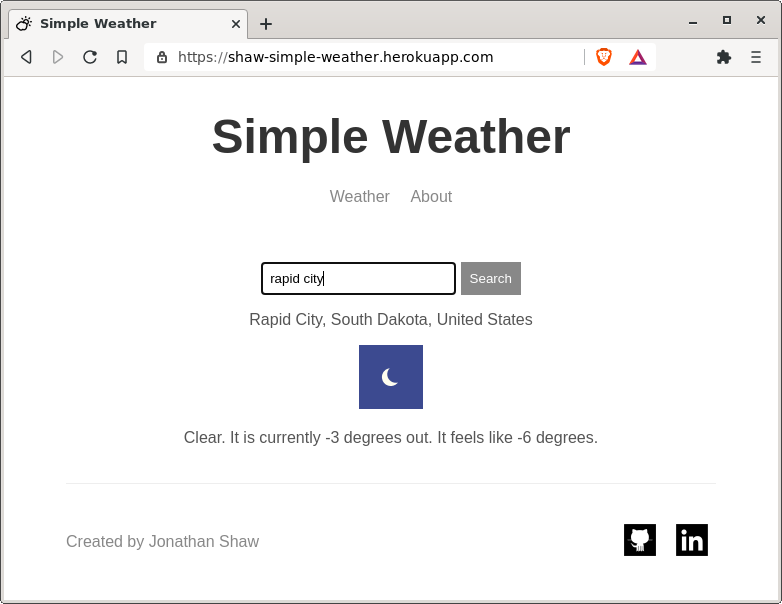 Simple Weather
https://shaw-simple-weather.herokuapp.com
Simple Weather
Weather About
rapid city Search
Rapid City, South Dakota, United States
Clear. It is currently -3 degrees out. It feels like -6 degrees.
Created by Jonathan Shaw
in